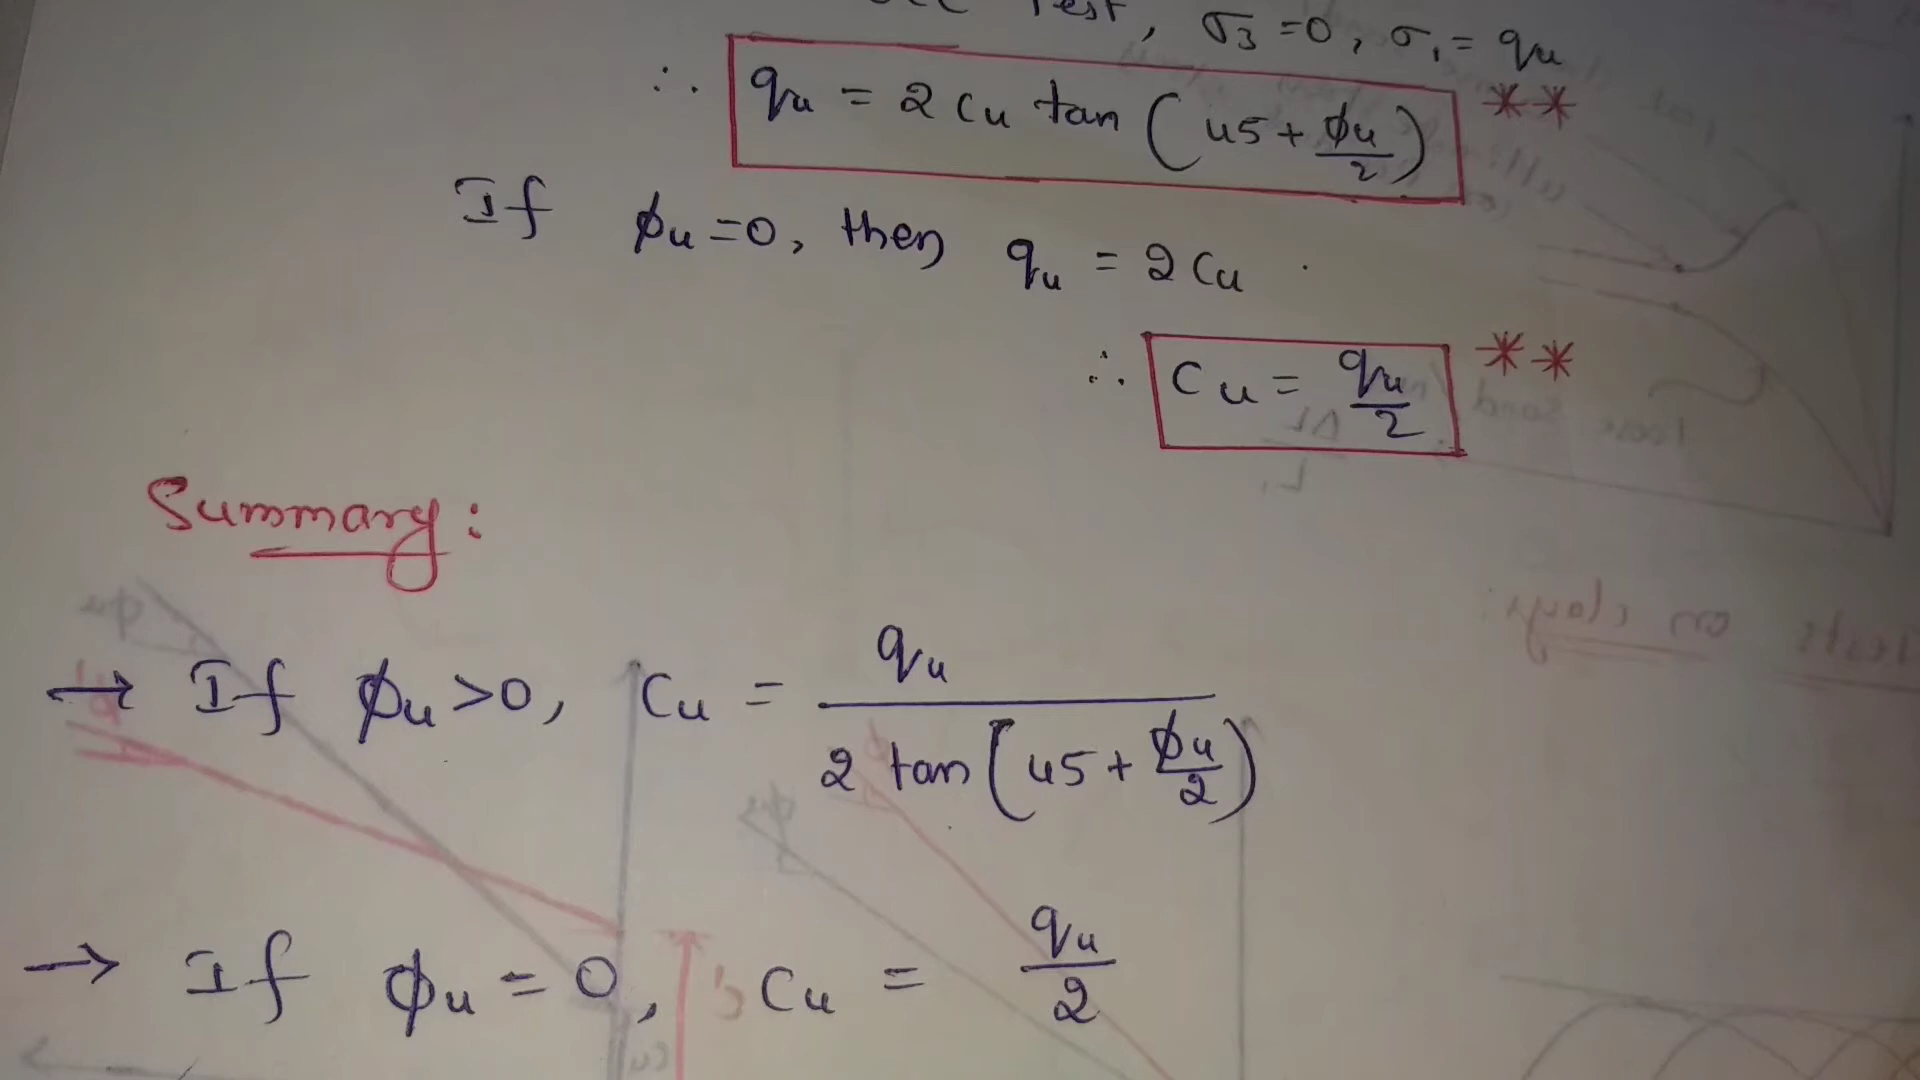 Test, σ3 = 0, σ1 = qu
∴ qu = 2 Cu tan (45 + ϕu/2) **
If ϕu = 0, then qu = 2 Cu.
∴ Cu = qu/2 **
Summary:
→ If ϕu > 0, Cu = qu / 2 tan (45 + ϕu/2)
→ If ϕu = 0, Cu = qu/2